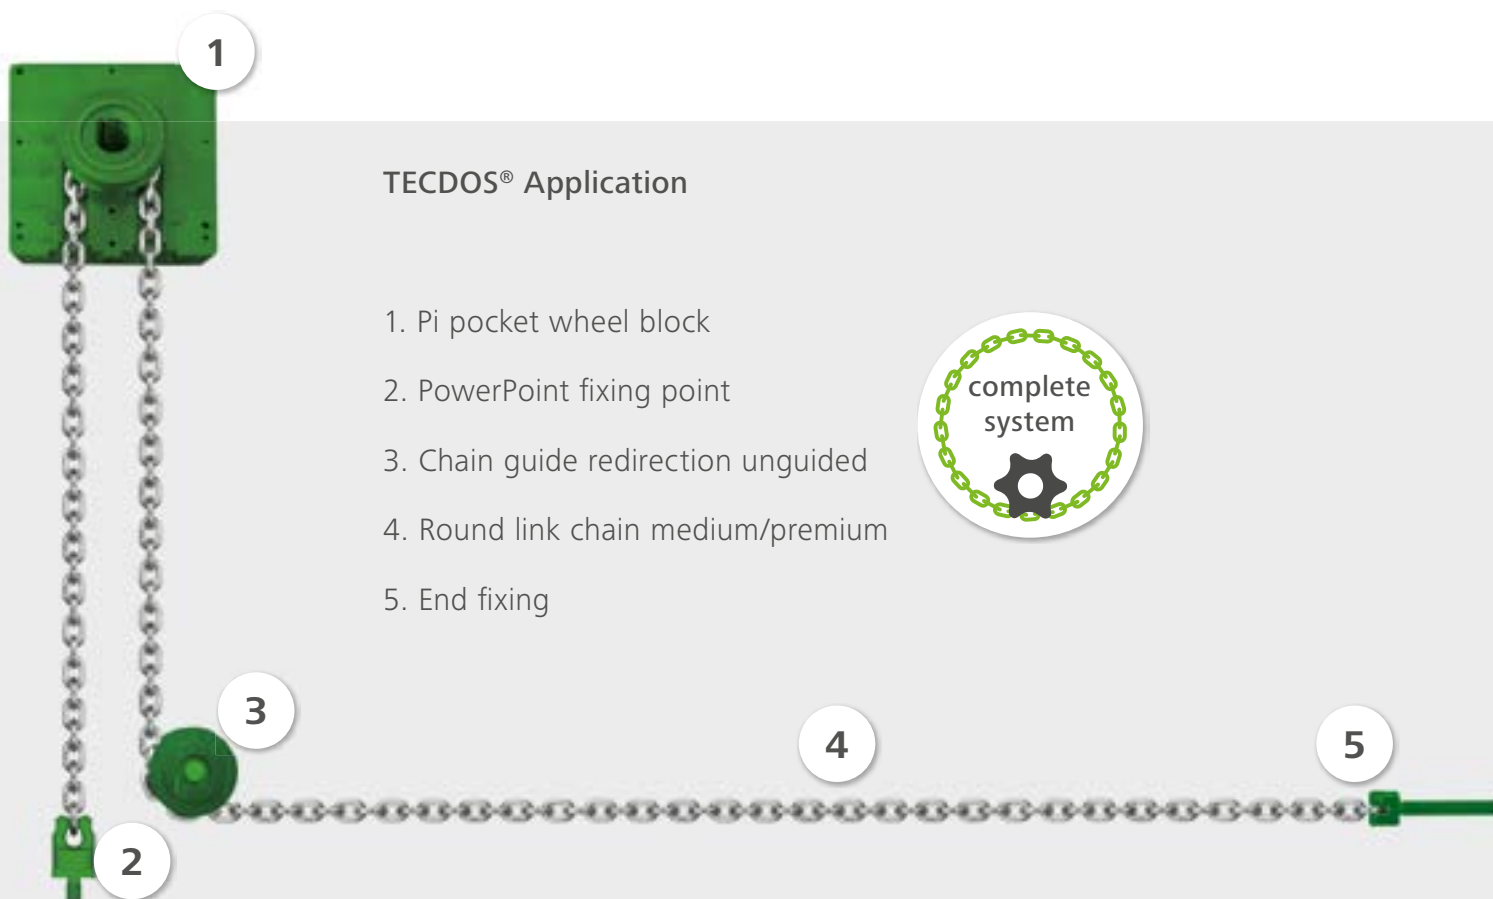 1
TECDOS® Application
1. Pi pocket wheel block
2. PowerPoint fixing point
3. Chain guide redirection unguided
4. Round link chain medium/premium
5. End fixing
complete
system
3
4
5
2